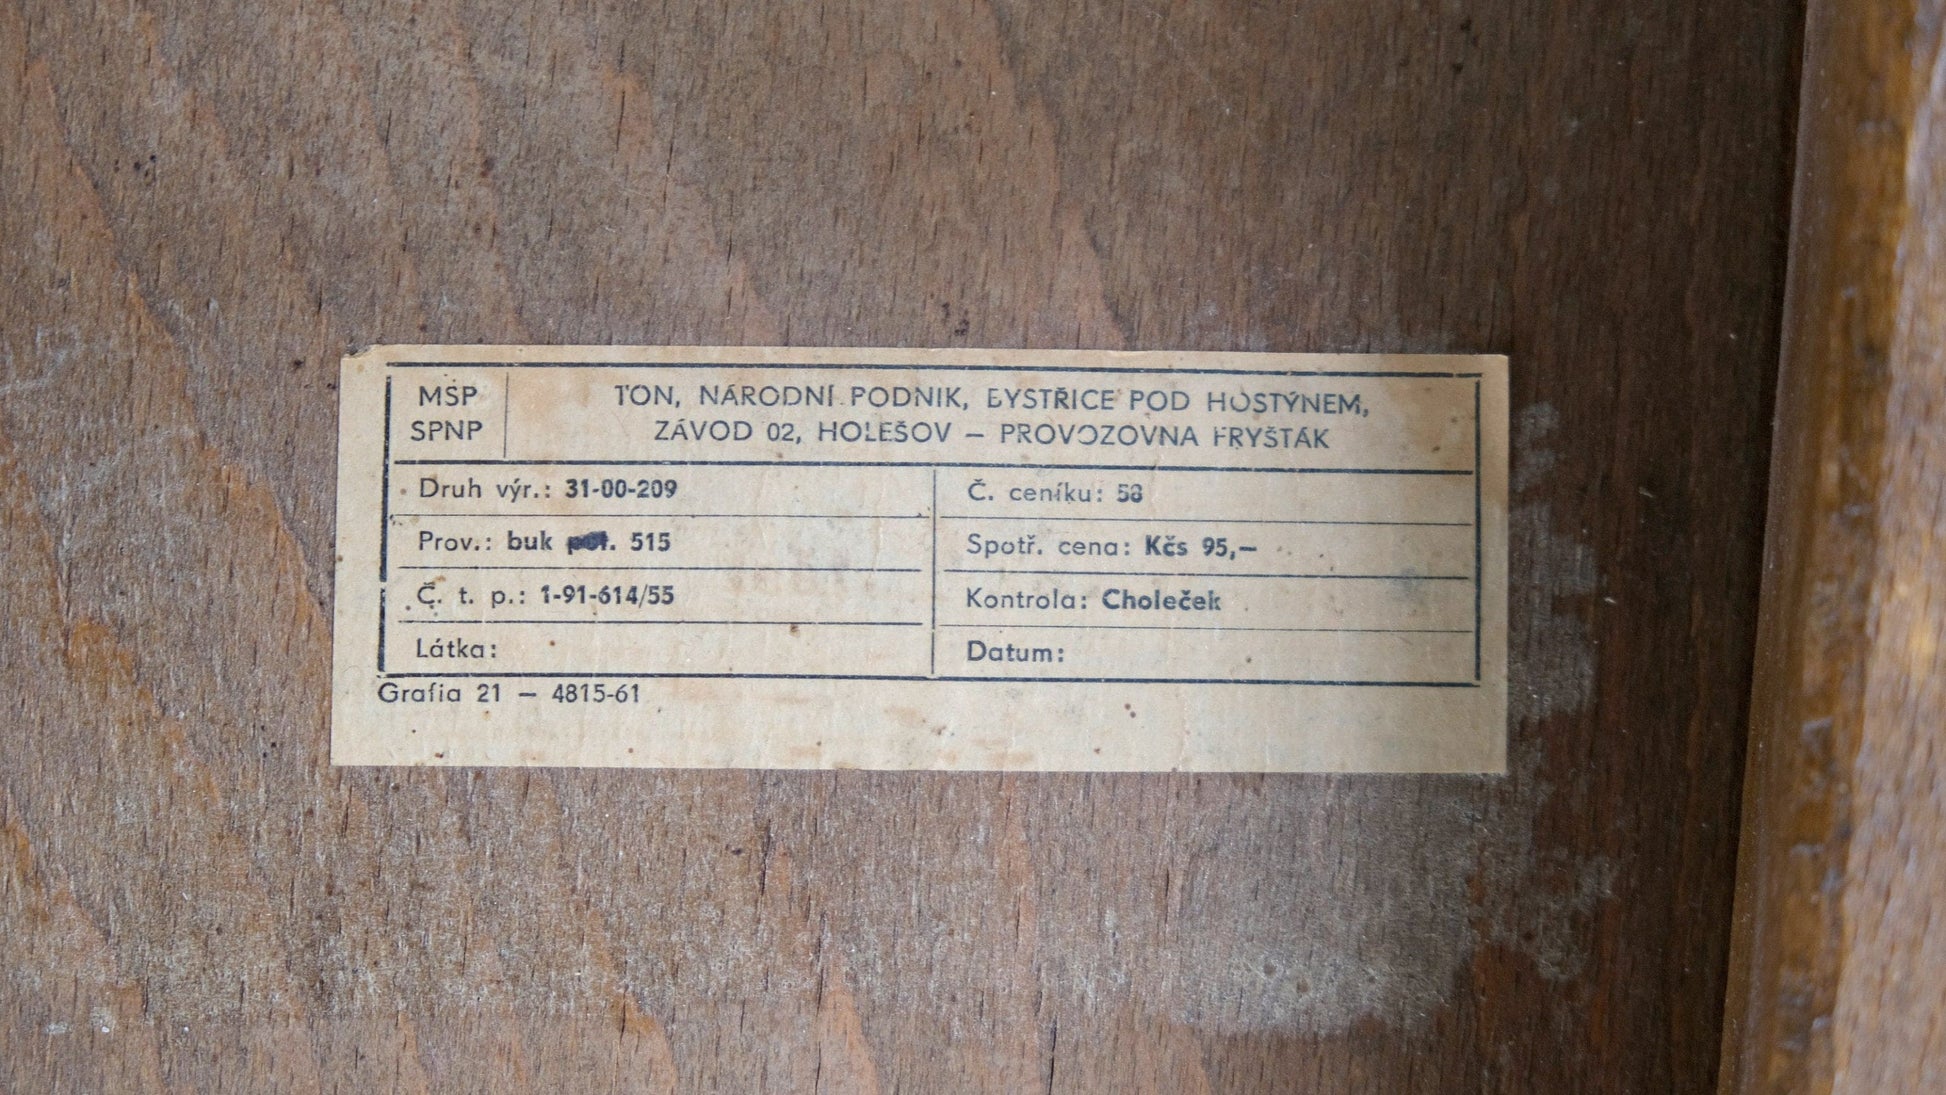 MSP
SPNP
TON, NÁRODNÍ PODNIK, BYSTŘICE POD HOSTÝNEM,
ZÁVOD 02, HOLEŠOV – PROVOZOVNA FRYŠTÁK
Druh výr.: 31-00-209
Č. ceníku: 58
Prov.: buk 515
Spotř. cena: Kčs 95,–
Č. t. p.: 1-91-614/55
Kontrola: Choleček
Látka:
Datum:
Grafia 21 – 4815-61